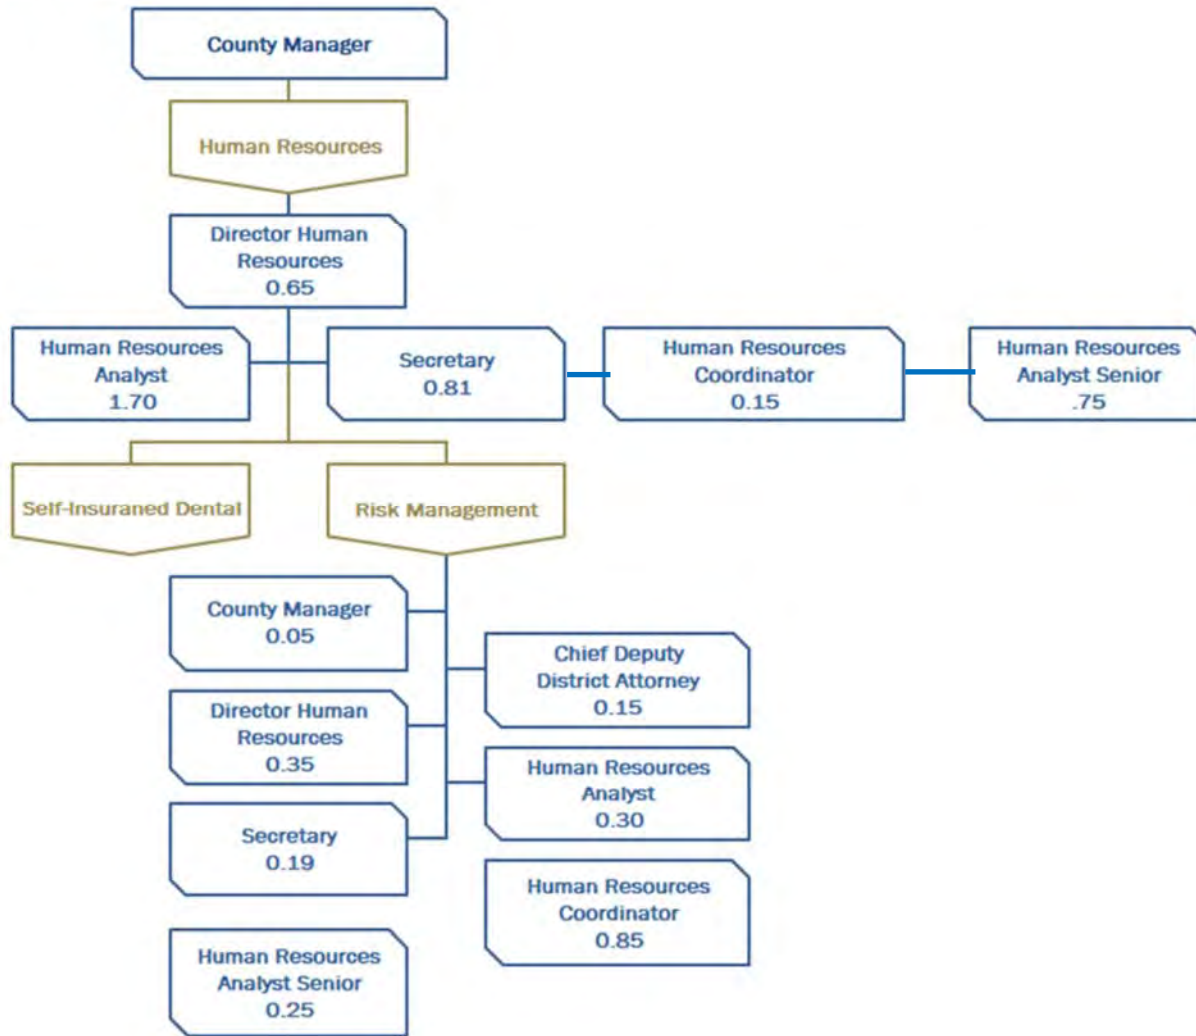 County Manager
Human Resources
Director Human
Resources
0.65
Human Resources
Analyst
1.70
Secretary
0.81
Human Resources
Coordinator
0.15
Human Resources
Analyst Senior
.75
Self-Insuraned Dental
Risk Management
County Manager
0.05
Chief Deputy
District Attorney
0.15
Director Human
Resources
0.35
Human Resources
Analyst
0.30
Secretary
0.19
Human Resources
Coordinator
0.85
Human Resources
Analyst Senior
0.25